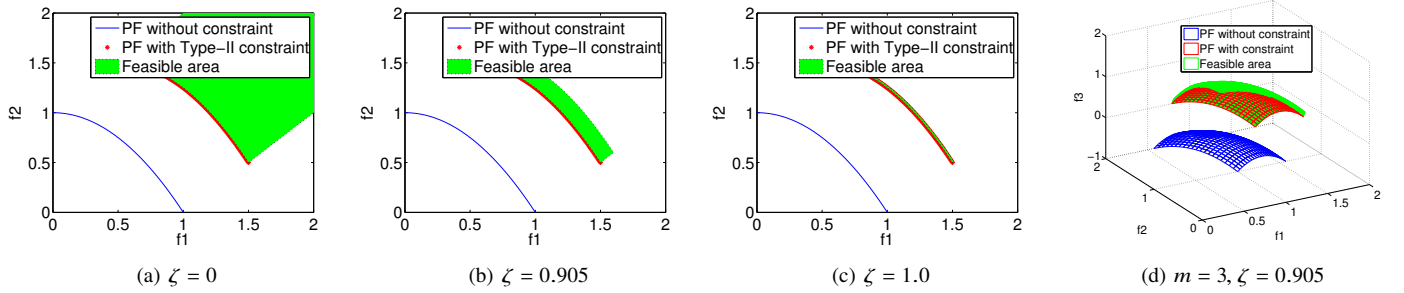 2
1.5
1
0.5
0
0
0.5
1
1.5
2
f2
f1
PF without constraint
PF with Type−II constraint
Feasible area
(a) ζ = 0
2
1.5
1
0.5
0
0
0.5
1
1.5
2
f2
f1
PF without constraint
PF with Type−II constraint
Feasible area
(b) ζ = 0.905
2
1.5
1
0.5
0
0
0.5
1
1.5
2
f2
f1
PF without constraint
PF with Type−II constraint
Feasible area
(c) ζ = 1.0
2
1
0
−1
f3
2
1
0
f2
0
0.5
1
1.5
2
f1
PF without constraint
PF with constraint
Feasible area
(d) m = 3, ζ = 0.905